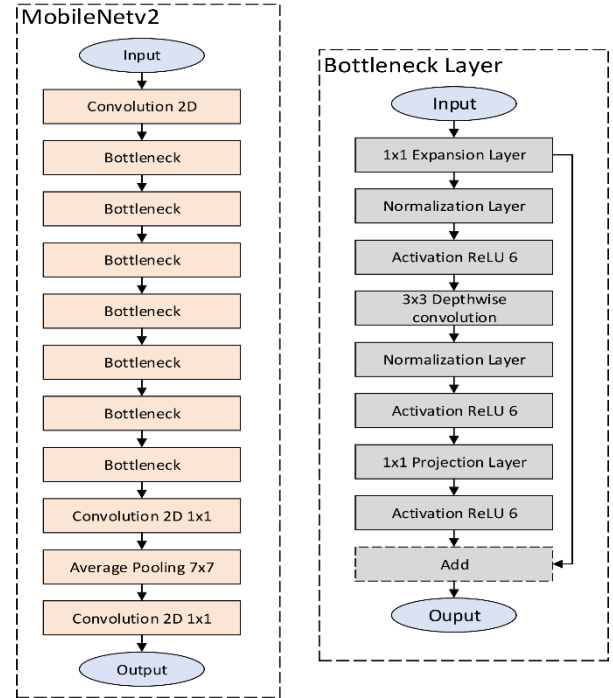 MobileNetv2
Input
Convolution 2D
Bottleneck
Bottleneck
Bottleneck
Bottleneck
Bottleneck
Bottleneck
Bottleneck
Convolution 2D 1x1
Average Pooling 7x7
Convolution 2D 1x1
Output
Bottleneck Layer
Input
1x1 Expansion Layer
Normalization Layer
Activation ReLU 6
3x3 Depthwise
convolution
Normalization Layer
Activation ReLU 6
1x1 Projection Layer
Activation ReLU 6
Add
Ouput